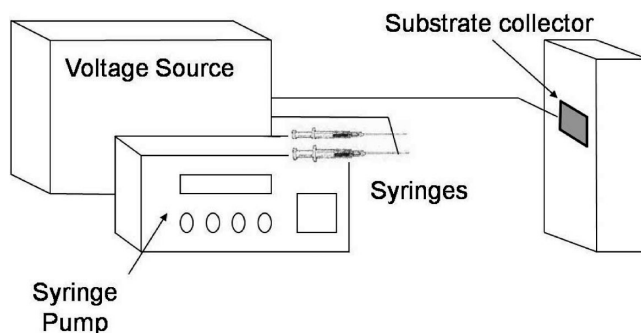 Substrate collector
Voltage Source
Syringes
Syringe
Pump